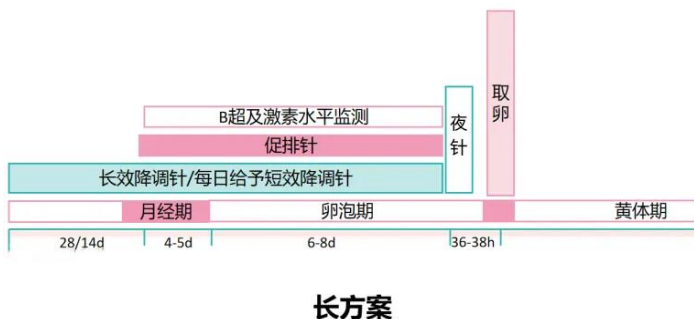 B超及激素水平监测
促排针
长效降调针/每日给予短效降调针
夜针
取卵
月经期
卵泡期
黄体期
28/14d
4-5d
6-8d
36-38h
长方案